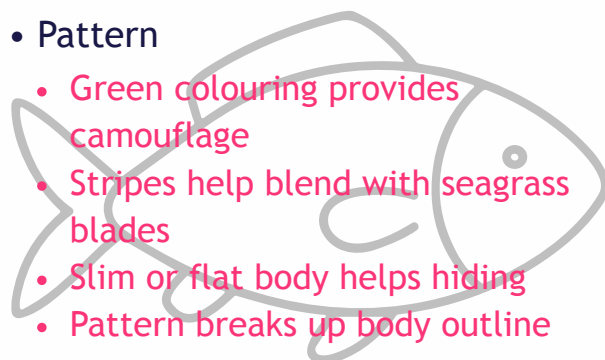 • Pattern
• Green colouring provides
camouflage
• Stripes help blend with seagrass
blades
• Slim or flat body helps hiding
• Pattern breaks up body outline